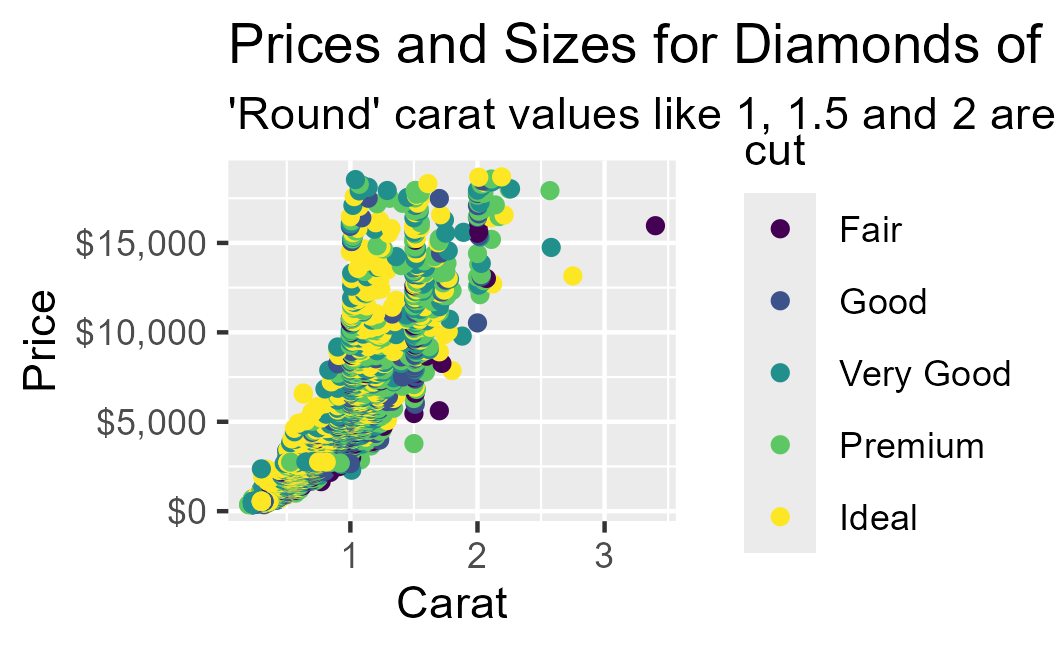 Prices and Sizes for Diamonds of
'Round' carat values like 1, 1.5 and 2 are
cut
Fair
Good
Very Good
Premium
Ideal
Price
$15,000
$10,000
$5,000
$0
1 2 3
Carat